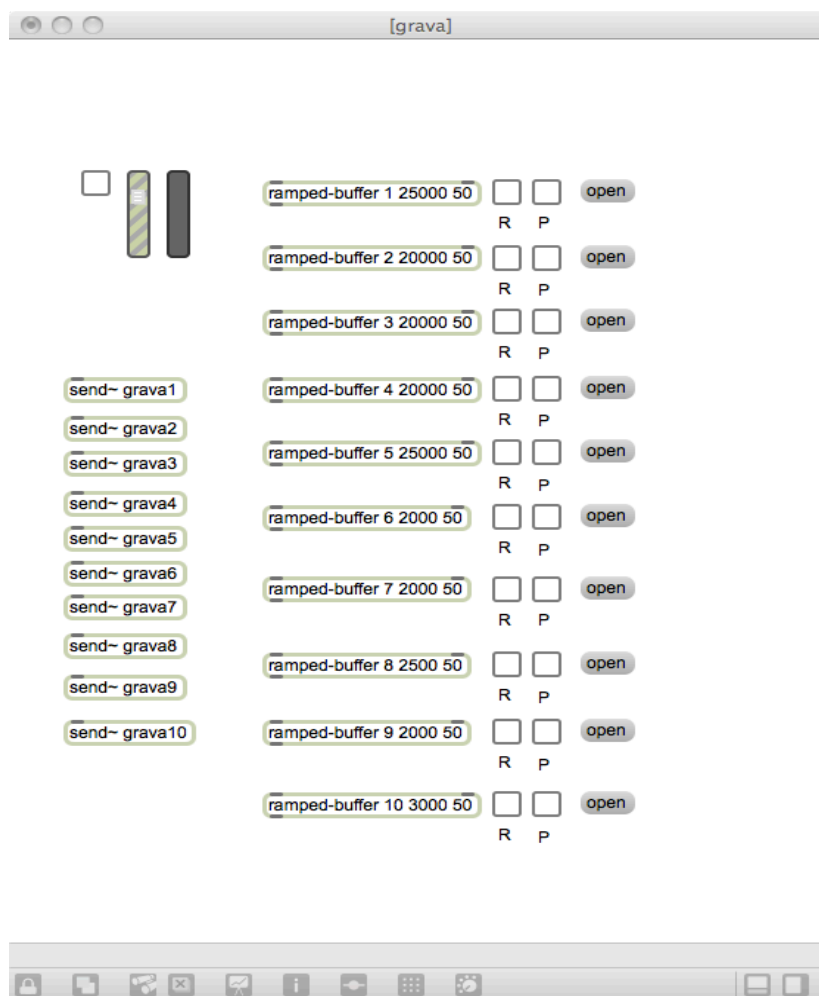 [grava]
ramped-buffer 1 25000 50 open
R P
ramped-buffer 2 20000 50 open
R P
ramped-buffer 3 20000 50 open
R P
send~ grava1 ramped-buffer 4 20000 50 open
R P
send~ grava2
send~ grava3 ramped-buffer 5 25000 50 open
R P
send~ grava4 ramped-buffer 6 2000 50 open
send~ grava5 R P
send~ grava6 ramped-buffer 7 2000 50 open
send~ grava7 R P
send~ grava8 ramped-buffer 8 2500 50 open
send~ grava9 R P
send~ grava10 ramped-buffer 9 2000 50 open
R P
ramped-buffer 10 3000 50 open
R P